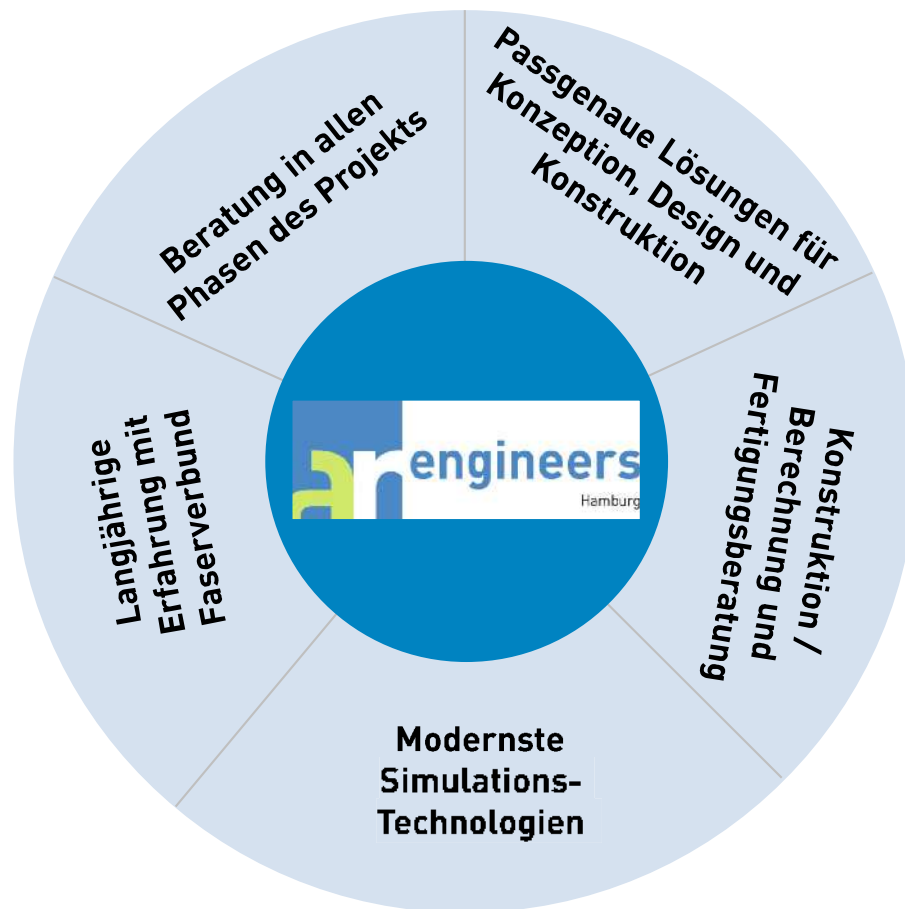 Passgenaue Lösungen für
Konzeption, Design und
Konstruktion
Konstruktion /
Berechnung und
Fertigungsberatung
Modernste
Simulations-
Technologien
Langjährige
Erfahrung mit
Faserverbund
Beratung in allen
Phasen des Projekts
an engineers
Hamburg